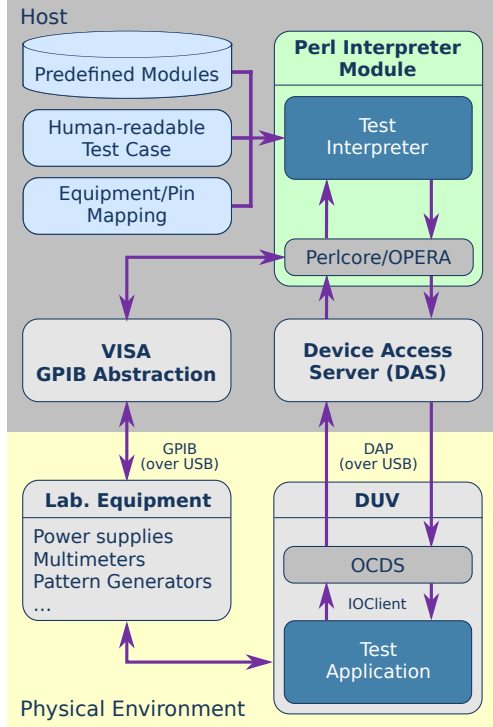 Host
Predefined Modules
Human-readable
Test Case
Equipment/Pin
Mapping
Perl Interpreter
Module
Test
Interpreter
Perlcore/OPERA
VISA
GPIB Abstraction
Device Access
Server (DAS)
GPIB
(over USB)
DAP
(over USB)
Lab. Equipment
Power supplies
Multimeters
Pattern Generators
...
DUV
OCDS
IOClient
Test
Application
Physical Environment